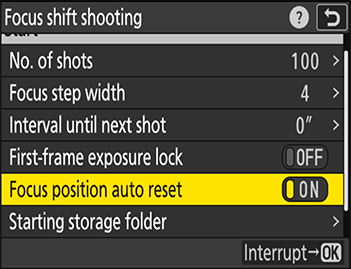 Focus shift shooting ?
Start
No. of shots 100 >
Focus step width 4 >
Interval until next shot 0" >
First-frame exposure lock OFF
Focus position auto reset ON
Starting storage folder >
Interrupt→OK